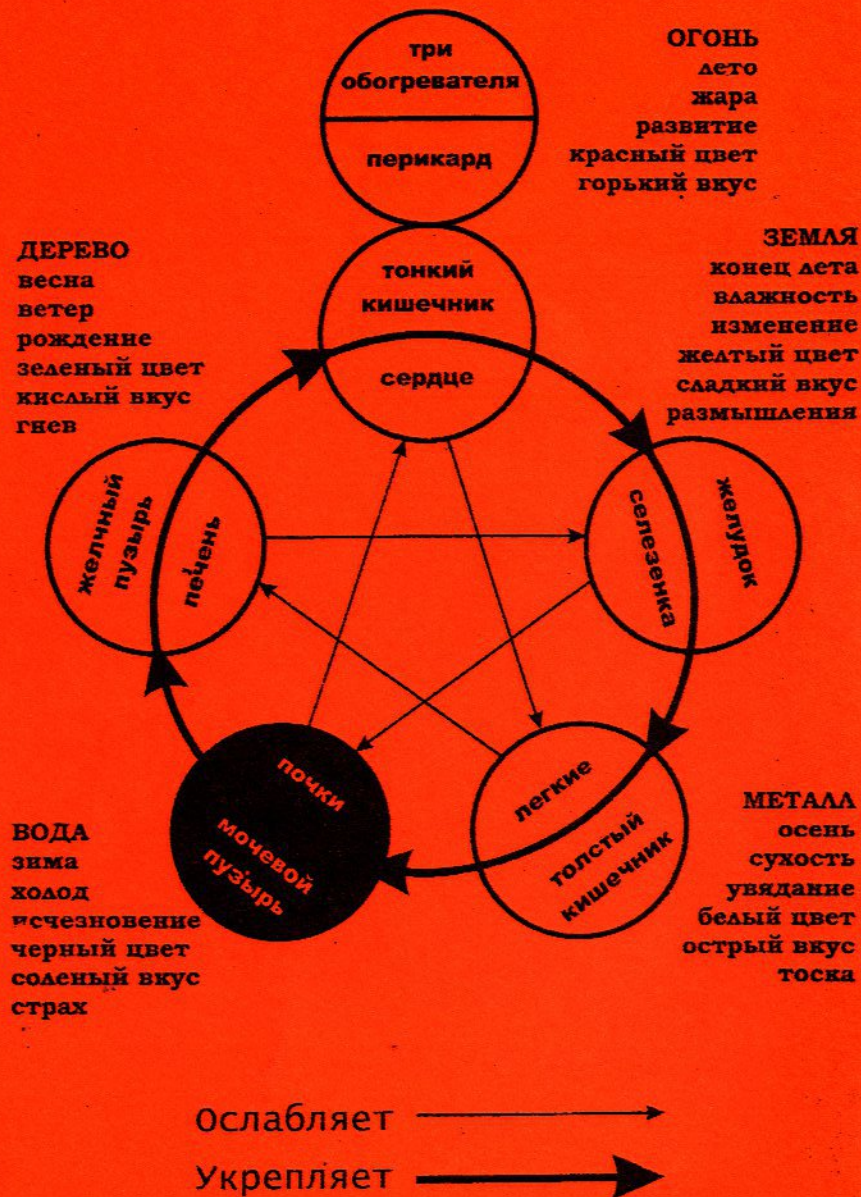 три
обогревателя
перикард
ОГОНЬ
лето
жара
развитие
красный цвет
горький вкус
ДЕРЕВО
весна
ветер
рождение
зеленый цвет
кислый вкус
гнев
тонкий
кишечник
сердце
ЗЕМЛЯ
конец лета
влажность
изменение
желтый цвет
сладкий вкус
размышления
желчный
пузырь
печень
селезенка
желудок
почки
мочевой
пузырь
легкие
толстый
кишечник
ВОДА
зима
холод
исчезновение
черный цвет
соленый вкус
страх
МЕТАЛЛ
осень
сухость
увядание
белый цвет
острый вкус
тоска
Ослабляет
Укрепляет